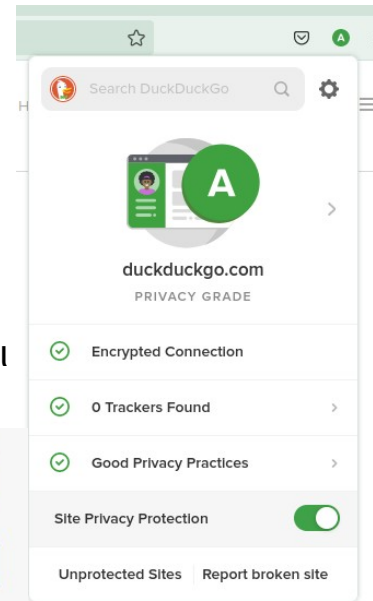 A
H
Search DuckDuckGo
A
duckduckgo.com
PRIVACY GRADE
l
Encrypted Connection
0 Trackers Found
Good Privacy Practices
Site Privacy Protection
Unprotected Sites Report broken site